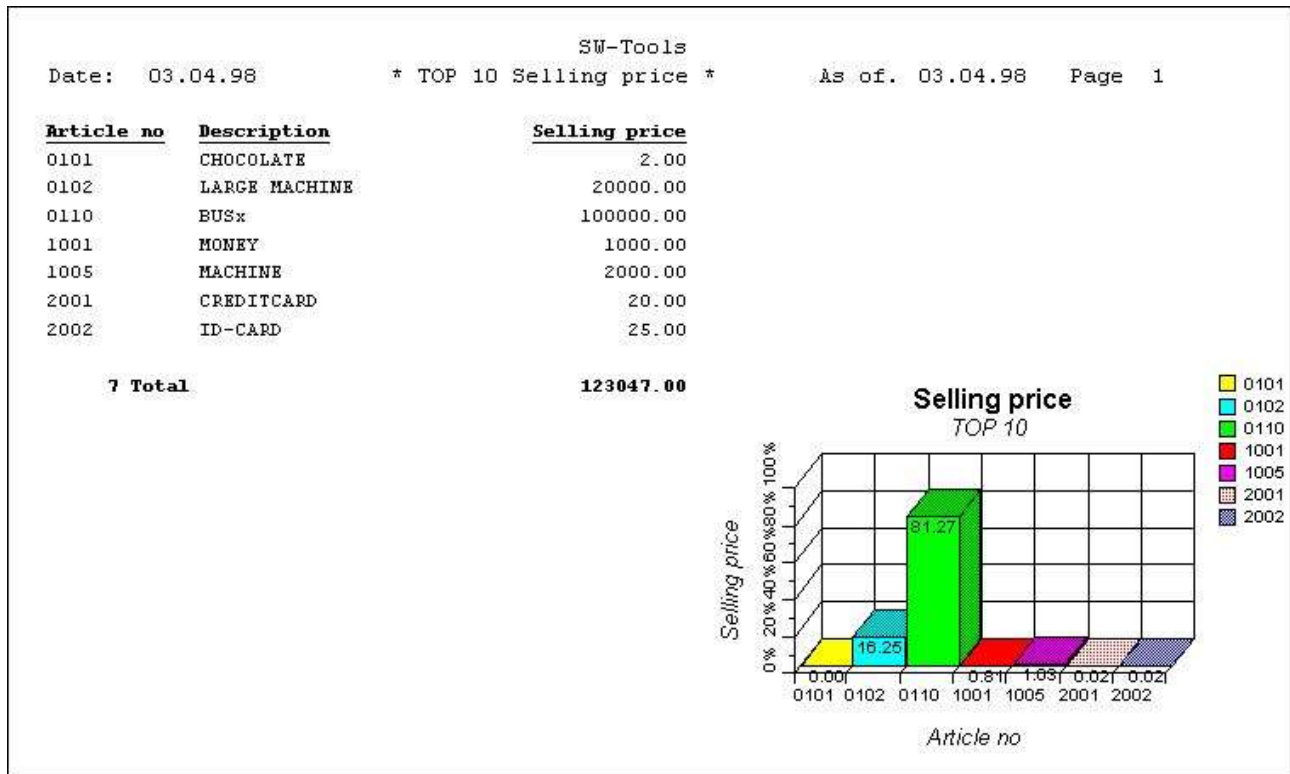 SW-Tools
Date: 03.04.98 * TOP 10 Selling price * As of. 03.04.98 Page 1
Article no Description Selling price
0101 CHOCOLATE 2.00
0102 LARGE MACHINE 20000.00
0110 BUSx 100000.00
1001 MONEY 1000.00
1005 MACHINE 2000.00
2001 CREDITCARD 20.00
2002 ID-CARD 25.00
7 Total 123047.00
Selling price
TOP 10
0101
0102
0110
1001
1005
2001
2002
Selling price
100%
80%
60%
40%
20%
0%
81.27
16.25
0.00 0.81 1.63 0.02 0.02
0101 0102 0110 1001 1005 2001 2002
Article no